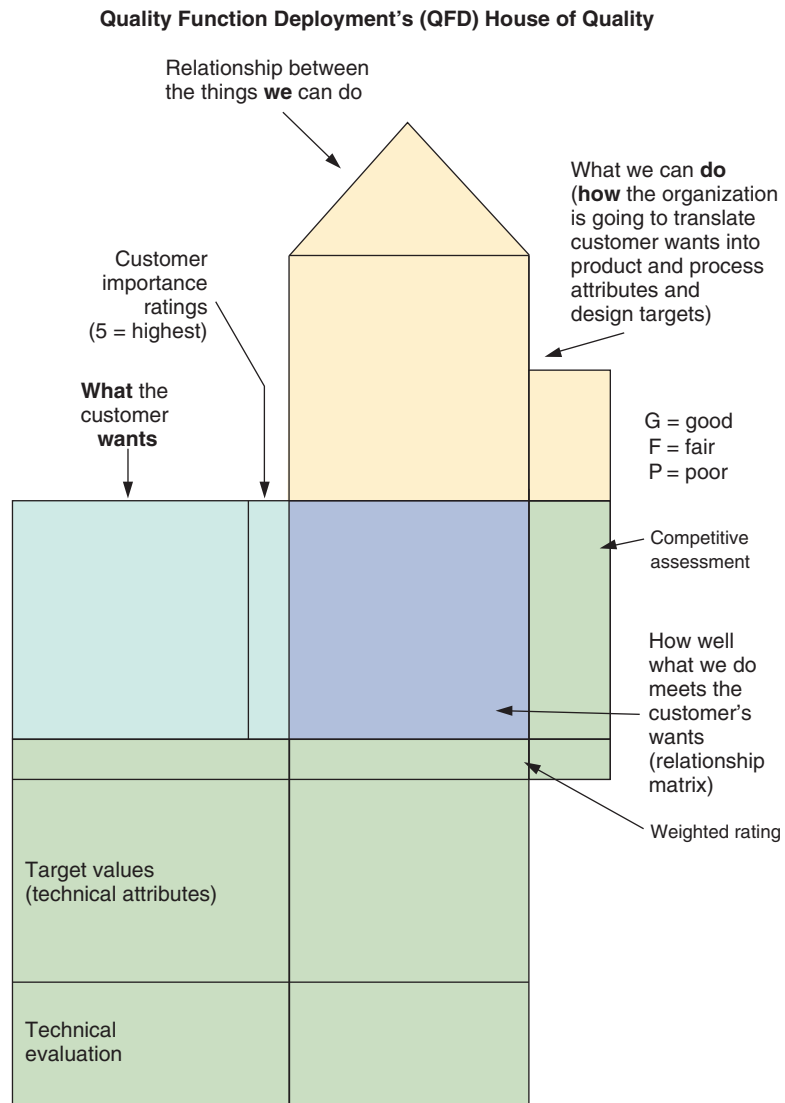 Quality Function Deployment's (QFD) House of Quality
Relationship between
the things we can do
What we can do
(how the organization
is going to translate
customer wants into
product and process
attributes and
design targets)
Customer
importance
ratings
(5 = highest)
What the
customer
wants
G = good
F = fair
P = poor
Competitive
assessment
How well
what we do
meets the
customer's
wants
(relationship
matrix)
Weighted rating
Target values
(technical attributes)
Technical
evaluation